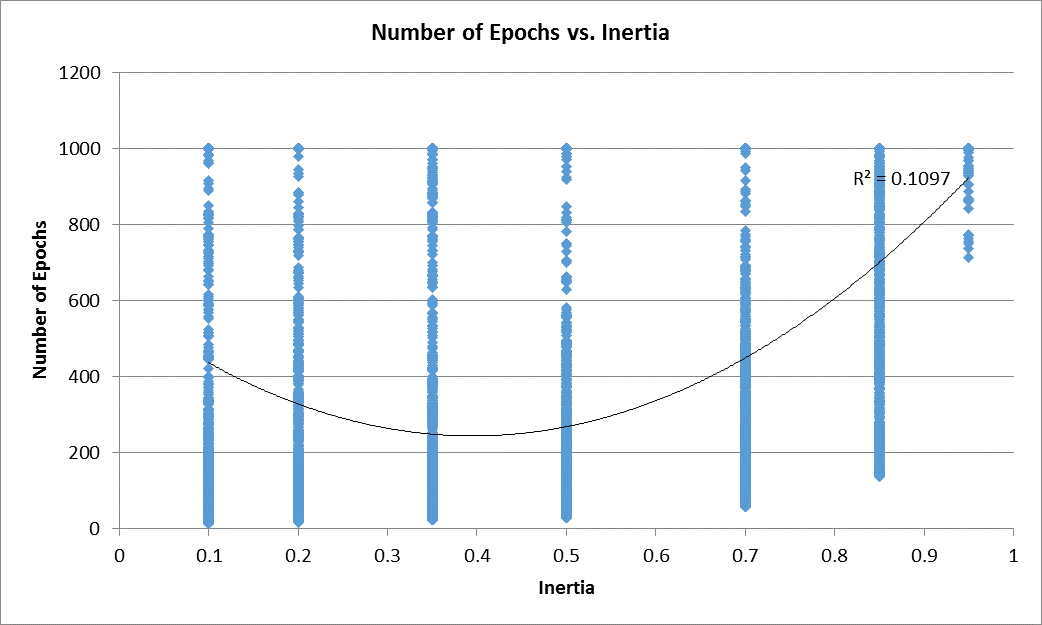 Number of Epochs vs. Inertia
Number of Epochs
1200
1000
800
600
400
200
0
R² = 0.1097
0 0.1 0.2 0.3 0.4 0.5 0.6 0.7 0.8 0.9 1
Inertia